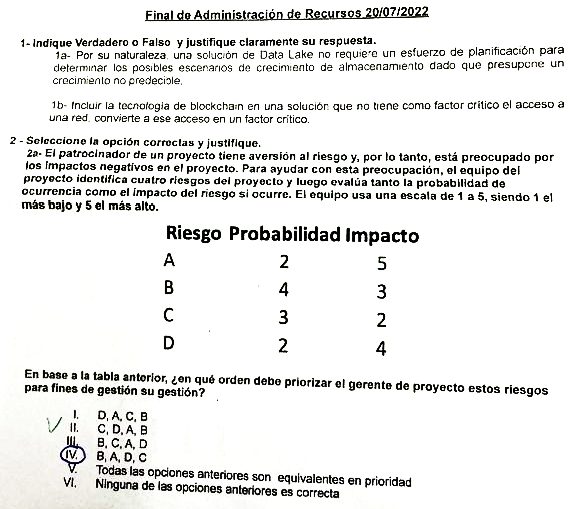 Final de Administración de Recursos 20/07/2022
1- Indique Verdadero o Falso y justifique claramente su respuesta.
1a- Por su naturaleza, una solución de Data Lake no requiere un esfuerzo de planificación para
determinar los posibles escenarios de crecimiento de almacenamiento dado que presupone un
crecimiento no predecible.
1b- Incluir la tecnología de blockchain en una solución que no tiene como factor crítico el acceso a
una red, convierte a ese acceso en un factor crítico.
2 - Seleccione la opción correctas y justifique.
2a- El patrocinador de un proyecto tiene aversión al riesgo y, por lo tanto, está preocupado por
los impactos negativos en el proyecto. Para ayudar con esta preocupación, el equipo del
proyecto identifica cuatro riesgos del proyecto y luego evalúa tanto la probabilidad de
ocurrencia como el impacto del riesgo si ocurre. El equipo usa una escala de 1 a 5, siendo 1 el
más bajo y 5 el más alto.
Riesgo Probabilidad Impacto
A 2 5
B 4 3
C 3 2
D 2 4
En base a la tabla anterior, ¿en qué orden debe priorizar el gerente de proyecto estos riesgos
para fines de gestión su gestión?
I. D, A, C, B
II. C, D, A, B
III. B, C, A, D
IV. B, A, D, C
V. Todas las opciones anteriores son equivalentes en prioridad
VI. Ninguna de las opciones anteriores es correcta